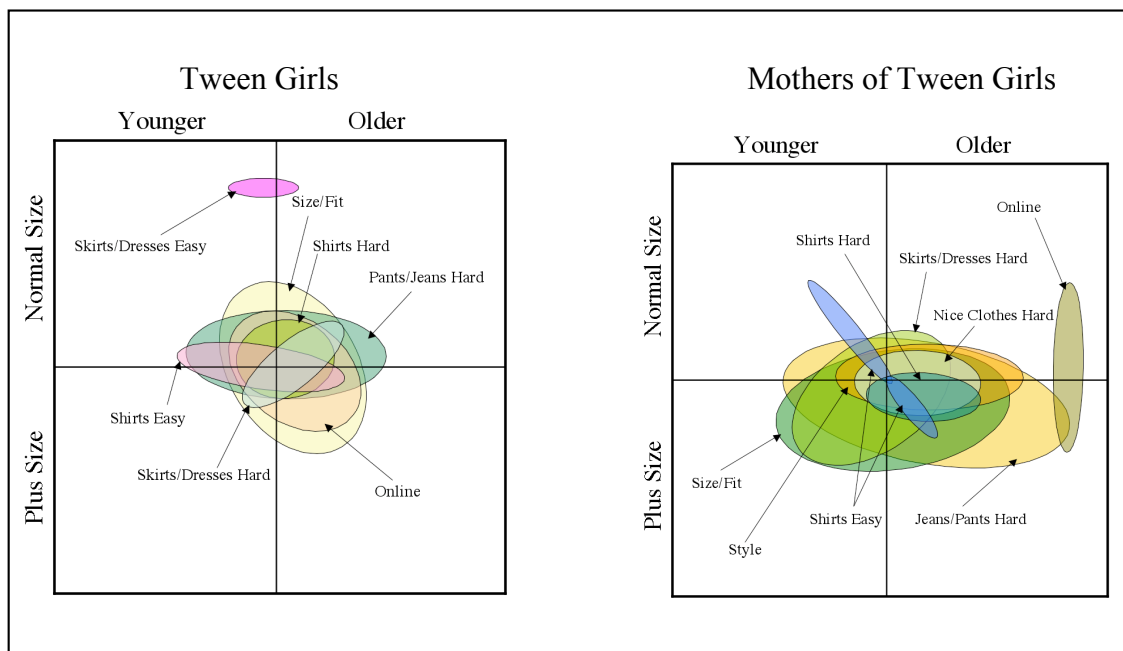 Tween Girls
Younger
Older
Normal Size
Plus Size
Size/Fit
Skirts/Dresses Easy
Shirts Hard
Pants/Jeans Hard
Shirts Easy
Skirts/Dresses Hard
Online
Mothers of Tween Girls
Younger
Older
Normal Size
Plus Size
Online
Shirts Hard
Skirts/Dresses Hard
Nice Clothes Hard
Size/Fit
Shirts Easy
Jeans/Pants Hard
Style